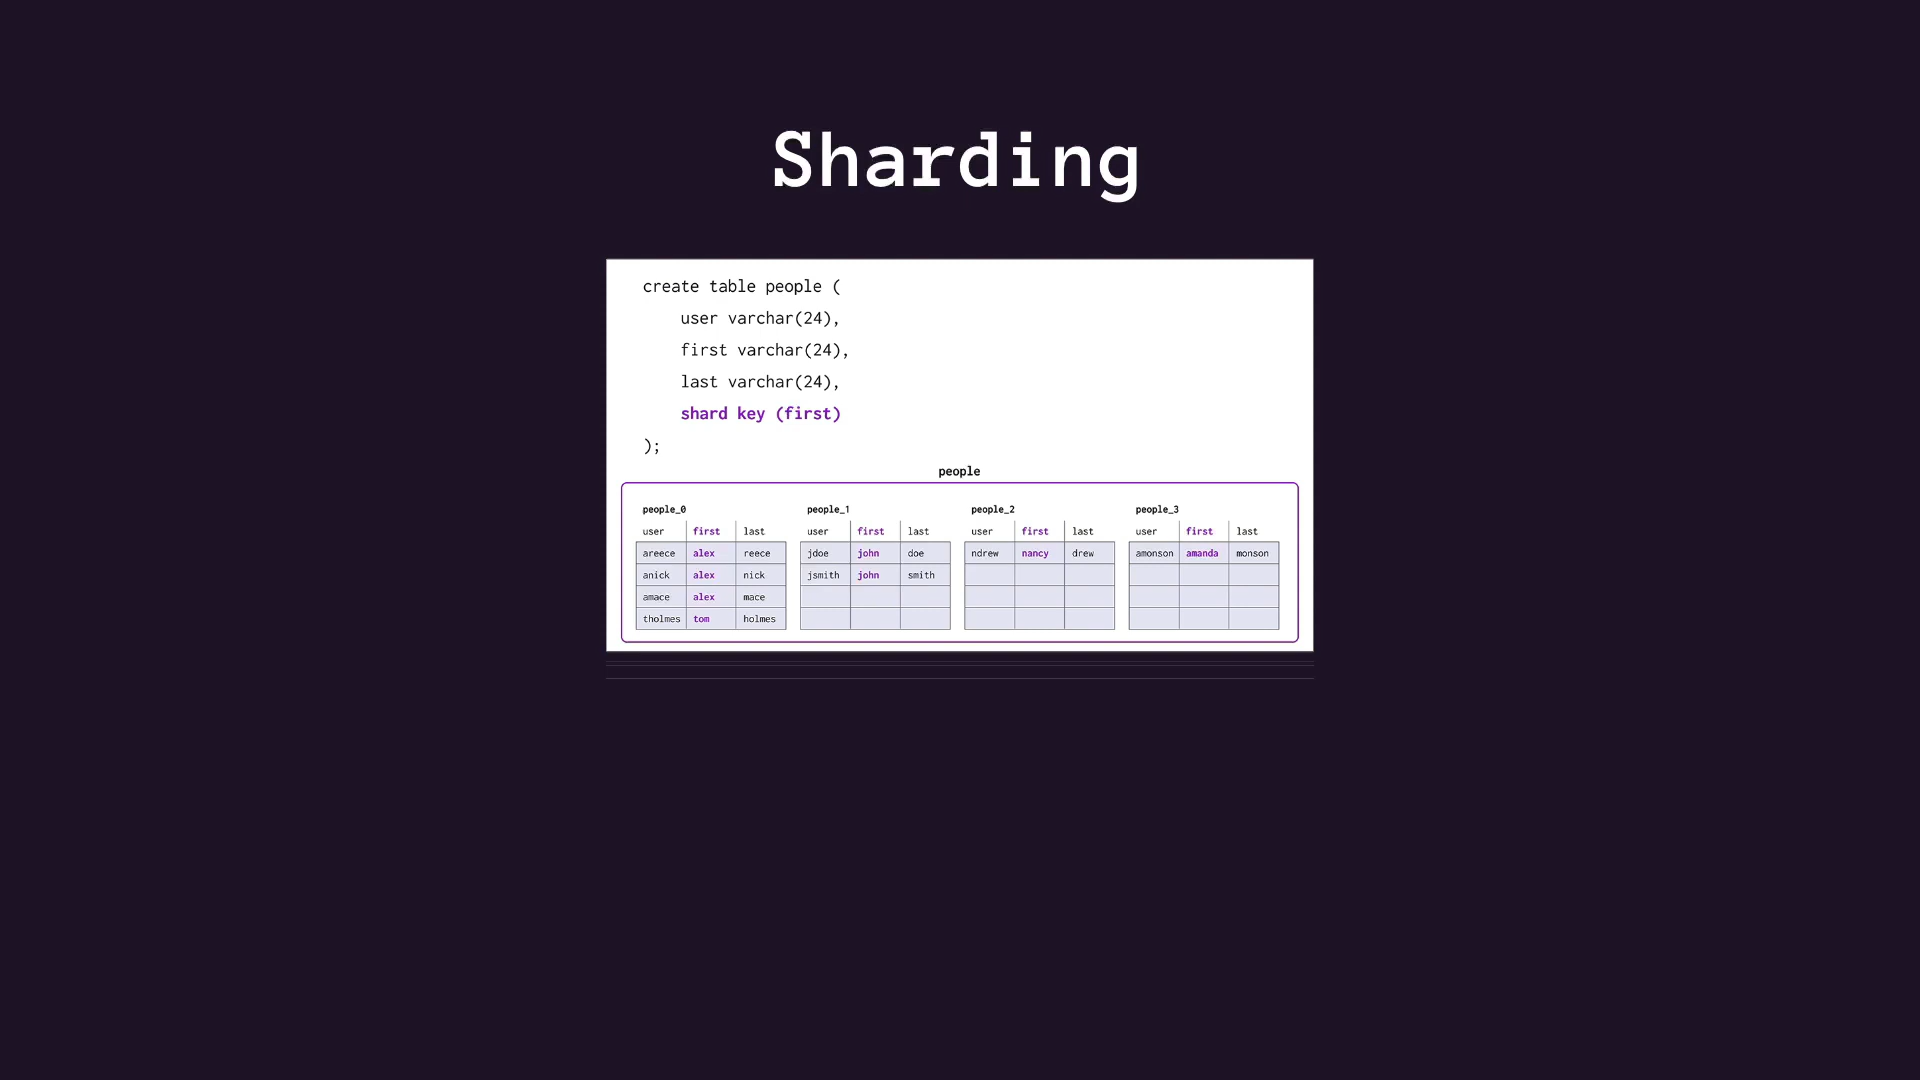 Sharding
create table people (
user varchar(24),
first varchar(24),
last varchar(24),
shard key (first)
);
people
people_0 people_1 people_2 people_3
user first last user first last user first last user first last
areece alex reece jdoe john doe ndrew nancy drew amonson amanda monson
anick alex nick jsmith john smith
amace alex mace
tholmes tom holmes